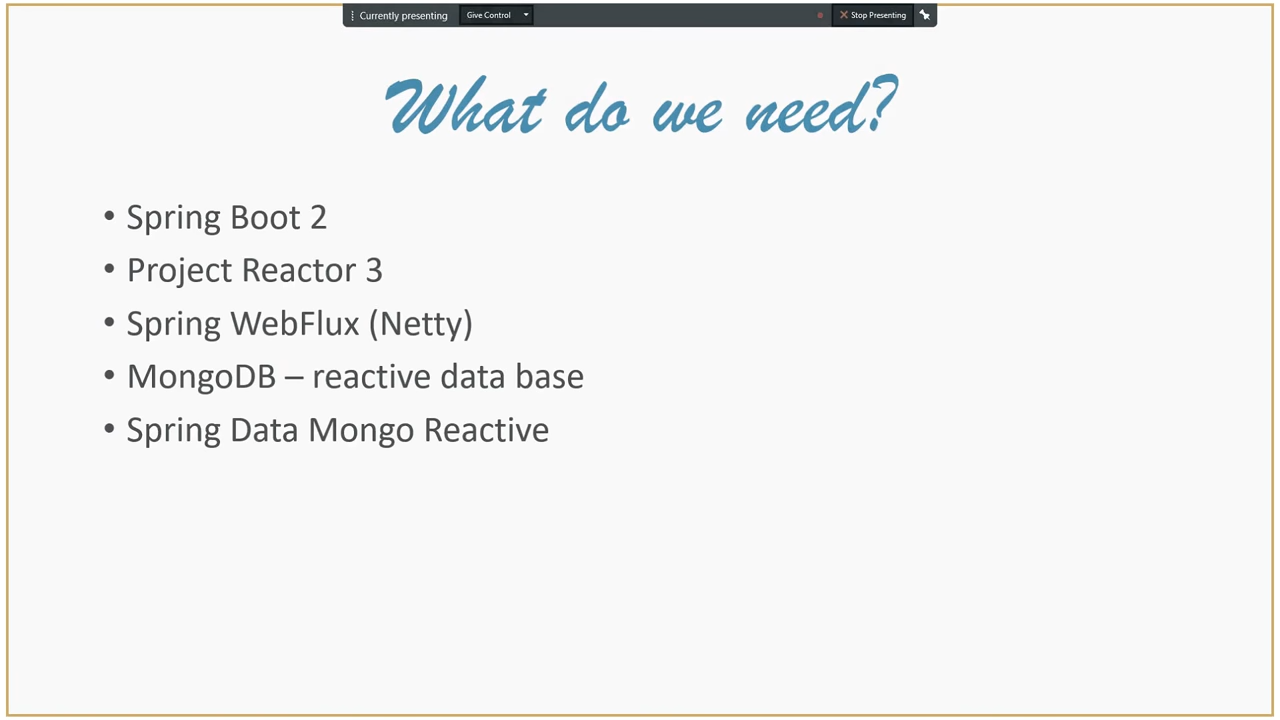 Currently presenting Give Control Stop Presenting
What do we need?
• Spring Boot 2
• Project Reactor 3
• Spring WebFlux (Netty)
• MongoDB – reactive data base
• Spring Data Mongo Reactive